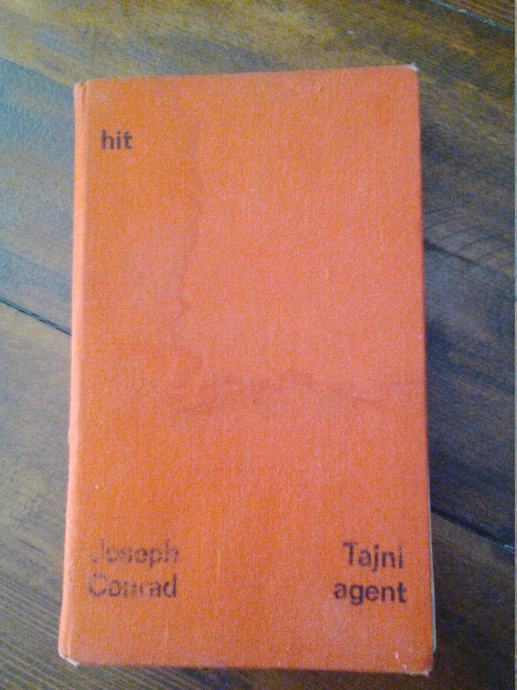 hit
Joseph
Conrad
Tajni
agent